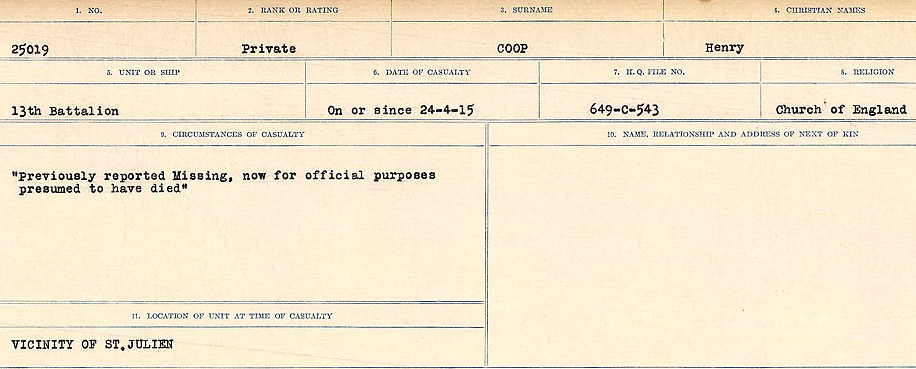 1. NO. 2. RANK OR RATING 3. SURNAME 4. CHRISTIAN NAMES
25019 Private COOP Henry
5. UNIT OR SHIP 6. DATE OF CASUALTY 7. H. Q. FILE NO. 8. RELIGION
13th Battalion On or since 24-4-15 649-C-543 Church of England
9. CIRCUMSTANCES OF CASUALTY 10. NAME, RELATIONSHIP AND ADDRESS OF NEXT OF KIN
"Previously reported Missing, now for official purposes
presumed to have died"
11. LOCATION OF UNIT AT TIME OF CASUALTY
VICINITY OF ST.JULIEN